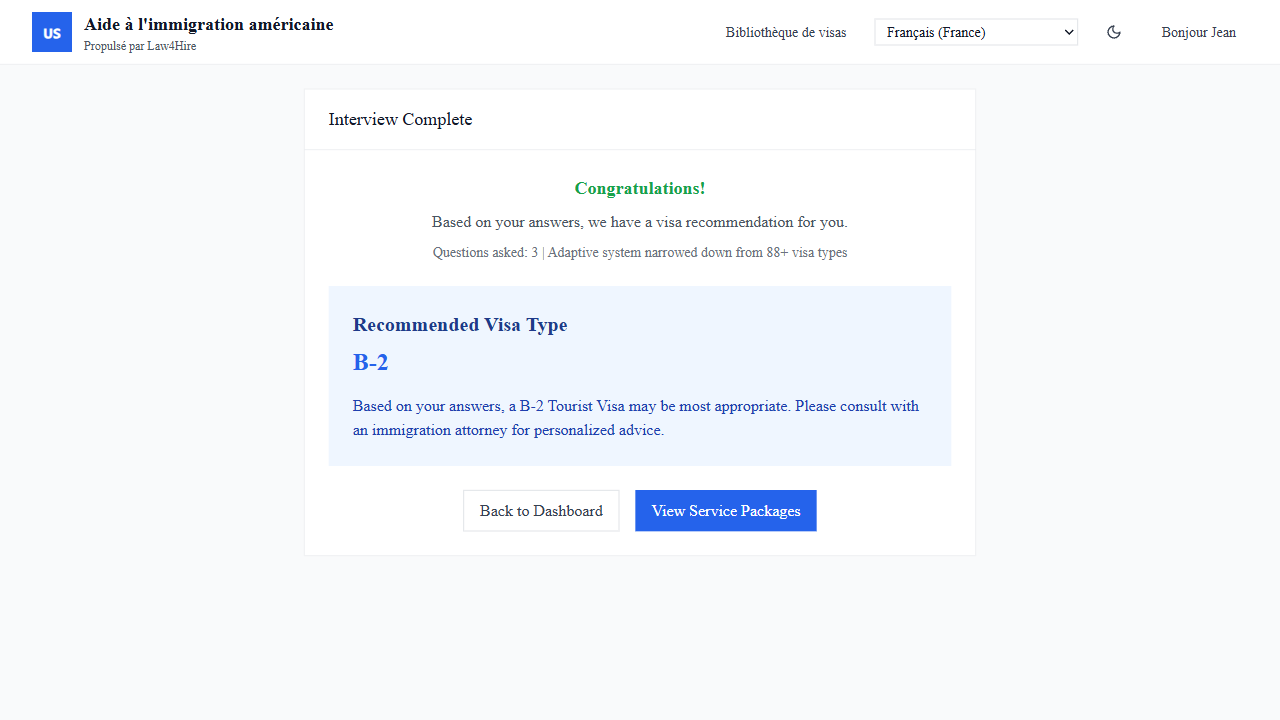 US
Aide à l'immigration américaine
Propulsé par Law4Hire
Bibliothèque de visas
Français (France)
Bonjour Jean
Interview Complete
Congratulations!
Based on your answers, we have a visa recommendation for you.
Questions asked: 3 | Adaptive system narrowed down from 88+ visa types
Recommended Visa Type
B-2
Based on your answers, a B-2 Tourist Visa may be most appropriate. Please consult with
an immigration attorney for personalized advice.
Back to Dashboard
View Service Packages